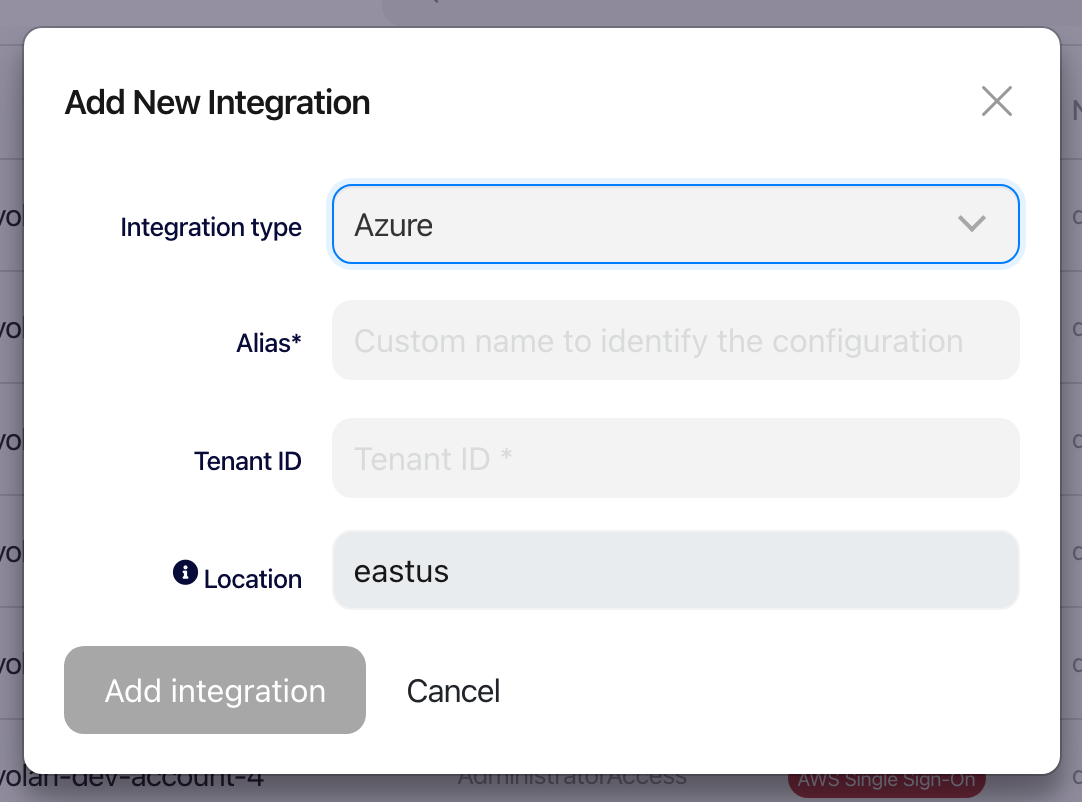 Add New Integration
Integration type
Azure
Alias*
Custom name to identify the configuration
Tenant ID
Tenant ID *
Location
eastus
Add integration
Cancel
volan-dev-account-4
AdministratorAccess
AWS Single Sign-On